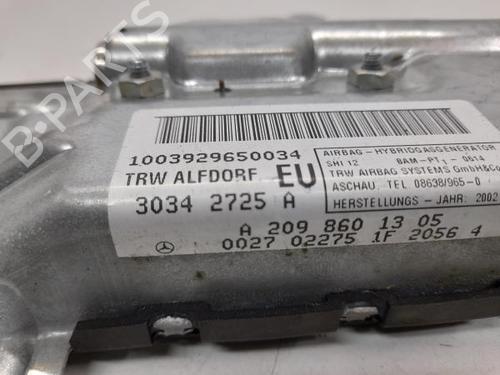 1003929650034
TRW ALFDORF EU
3034 2725 A
AIRBAG - HYBRIDGASGENERATOR
SHI 12 BAM-PT1- 0614
TRW AIRBAG SYSTEMS GmbH&Co
ASCHAU, TEL 08638/965-0
HERSTELLUNGS - JAHR: 2002
A 209 860 13 05
0027 02275 1F 2056 4
B-PARTS